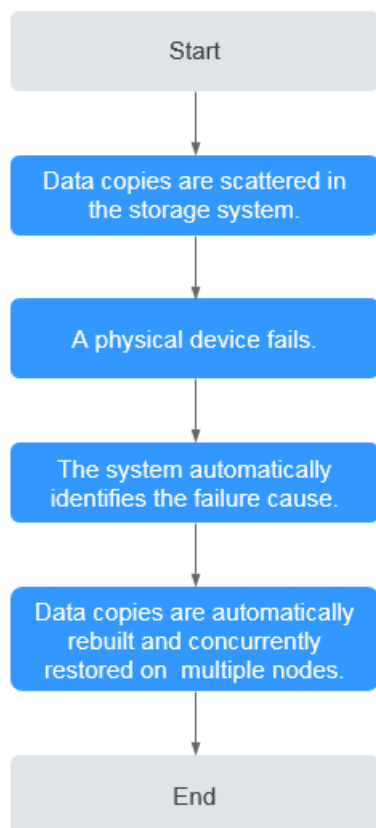 Start
Data copies are scattered in
the storage system.
A physical device fails.
The system automatically
identifies the failure cause.
Data copies are automatically
rebuilt and concurrently
restored on  multiple nodes.
End